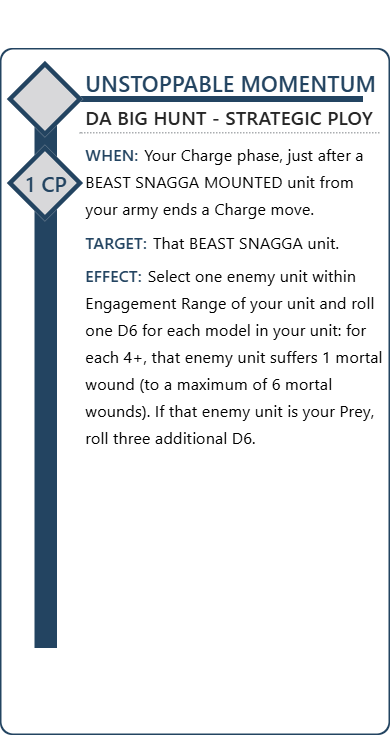 UNSTOPPABLE MOMENTUM
DA BIG HUNT - STRATEGIC PLOY
1 CP
WHEN: Your Charge phase, just after a
BEAST SNAGGA MOUNTED unit from
your army ends a Charge move.
TARGET: That BEAST SNAGGA unit.
EFFECT: Select one enemy unit within
Engagement Range of your unit and roll
one D6 for each model in your unit: for
each 4+, that enemy unit suffers 1 mortal
wound (to a maximum of 6 mortal
wounds). If that enemy unit is your Prey,
roll three additional D6.